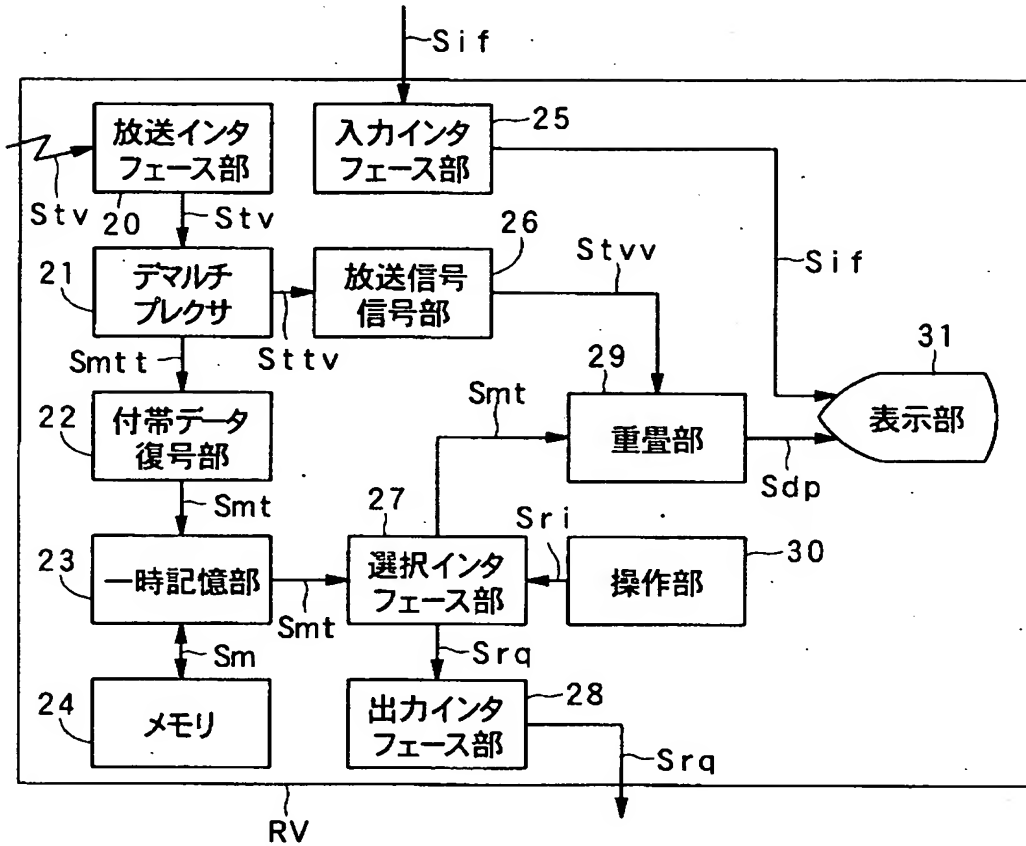 Sif
放送インタ
フェース部
入力インタ
フェース部
25
Stv
20
Stv
26
Stvv
21
デマルチ
プレクサ
放送信号
信号部
Sif
Smtt
Sttv
31
29
Smt
22
付帯データ
復号部
重畳部
表示部
Sdp
Smt
27
Sri
23
一時記憶部
選択インタ
フェース部
操作部
30
Smt
Sm
Srq
24
メモリ
出力インタ
フェース部
28
Srq
RV